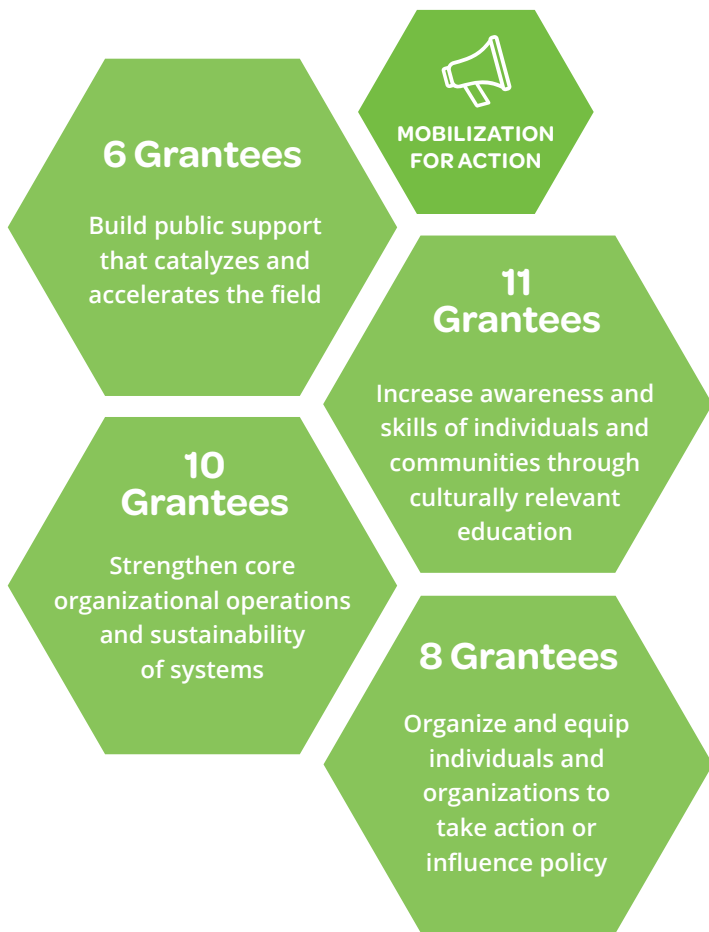 MOBILIZATION
FOR ACTION
6 Grantees
Build public support
that catalyzes and
accelerates the field
11
Grantees
Increase awareness and
skills of individuals and
communities through
culturally relevant
education
10
Grantees
Strengthen core
organizational operations
and sustainability
of systems
8 Grantees
Organize and equip
individuals and
organizations to
take action or
influence policy